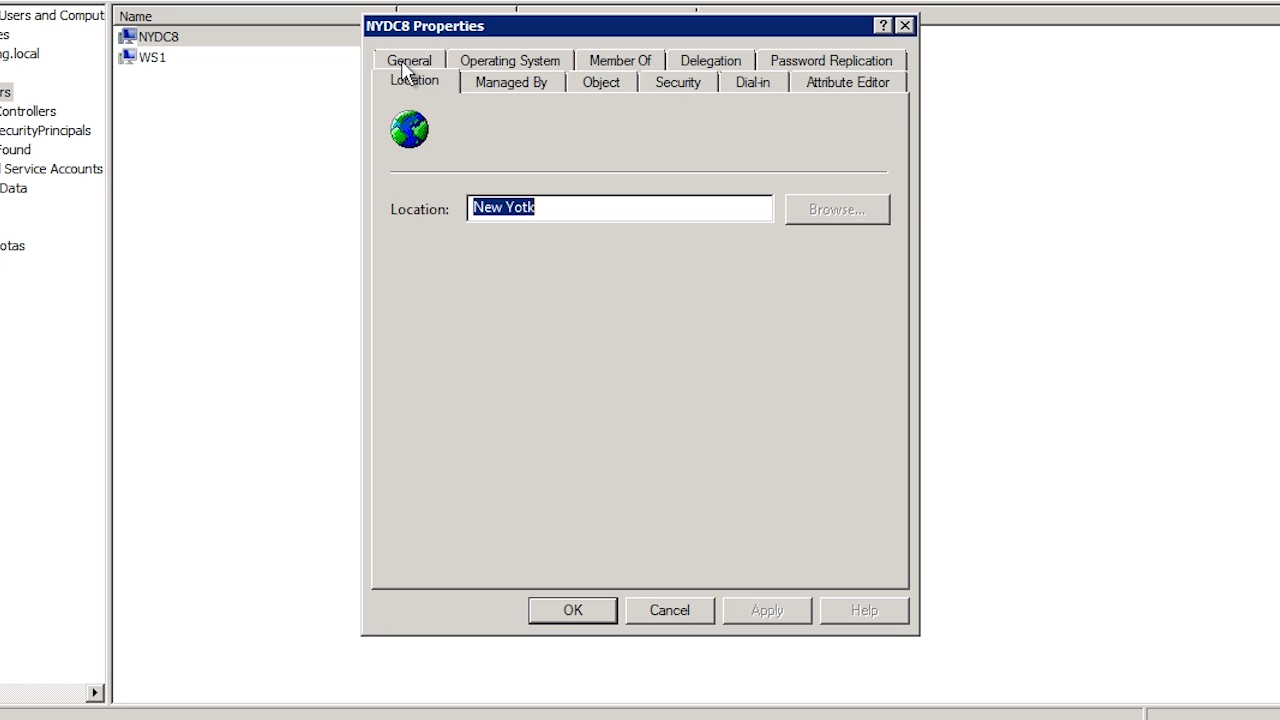 Users and Comput
es
ng.local
rs
Controllers
ecurityPrincipals
Found
l Service Accounts
Data
otas
Name
NYDC8
WS1
NYDC8 Properties
General Operating System Member Of Delegation Password Replication
Location Managed By Object Security Dial-in Attribute Editor
Location: New Yotk Browse...
OK Cancel Apply Help